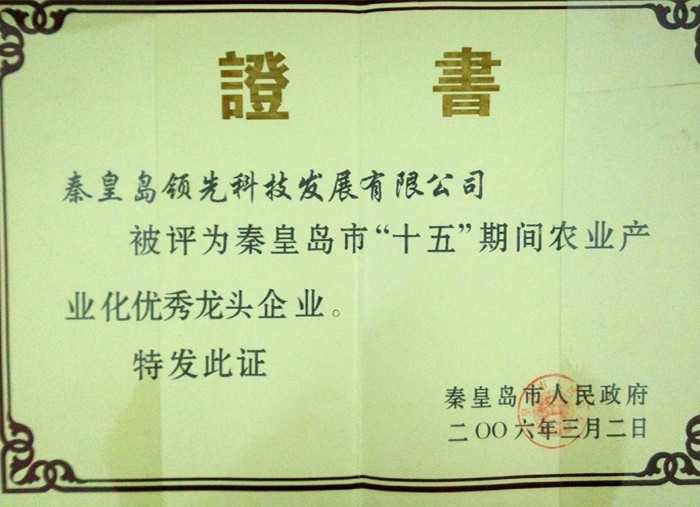 證書
秦皇岛领先科技发展有限公司
被评为秦皇岛市“十五”期间农业产
业化优秀龙头企业。
特发此证
秦皇岛市人民政府
二〇〇六年三月二日